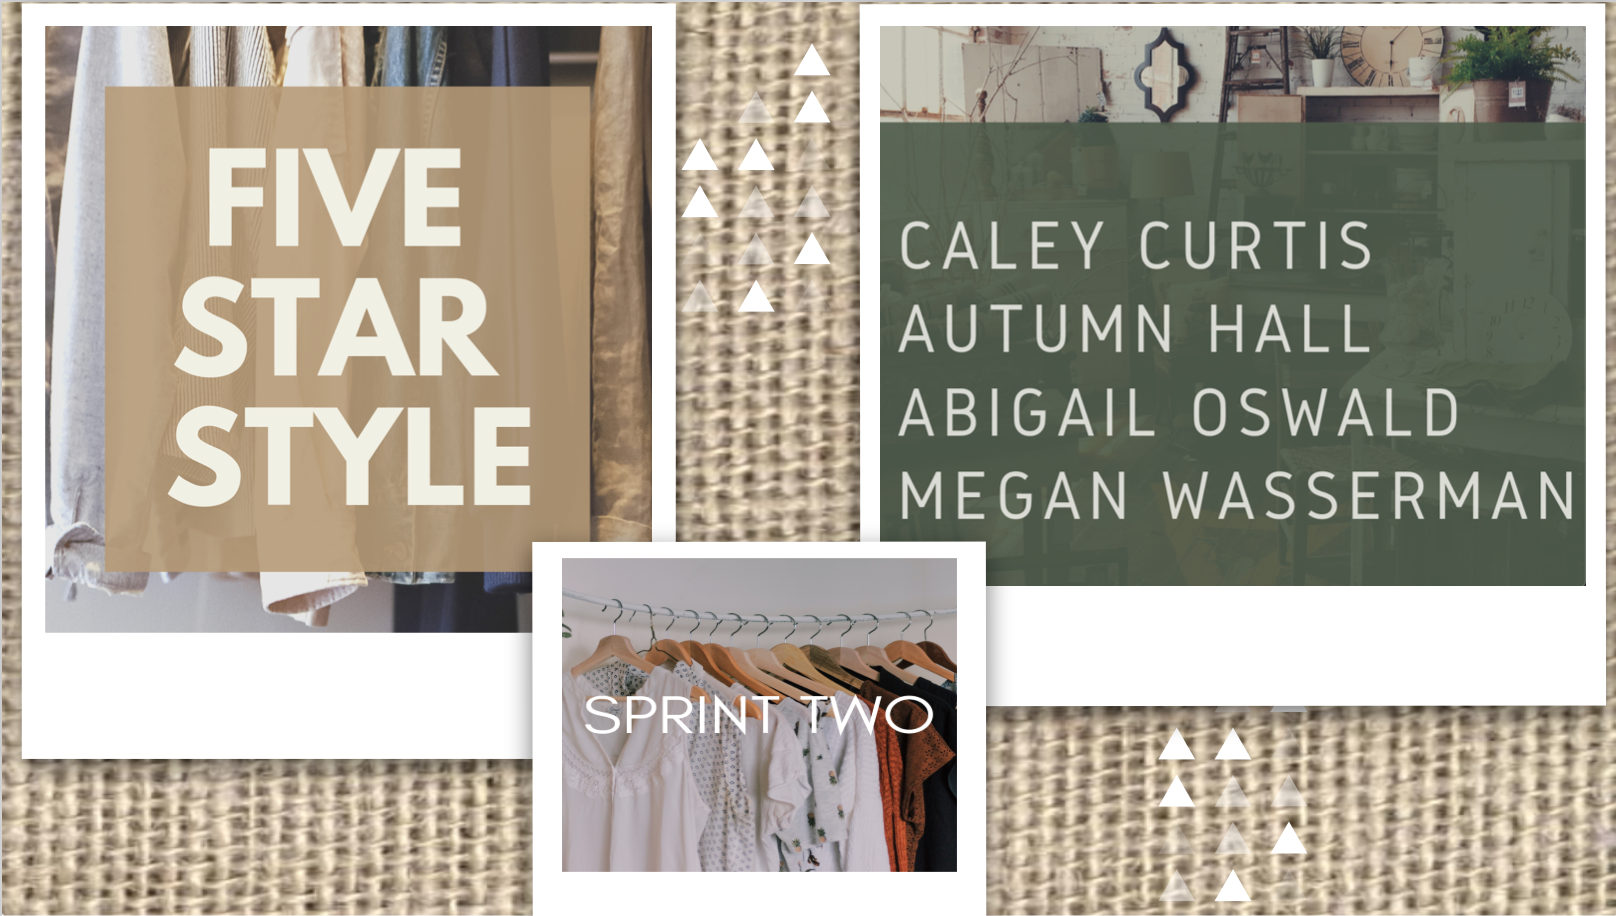 FIVE
STAR
STYLE
CALEY CURTIS
AUTUMN HALL
ABIGAIL OSWALD
MEGAN WASSERMAN
SPRINT TWO